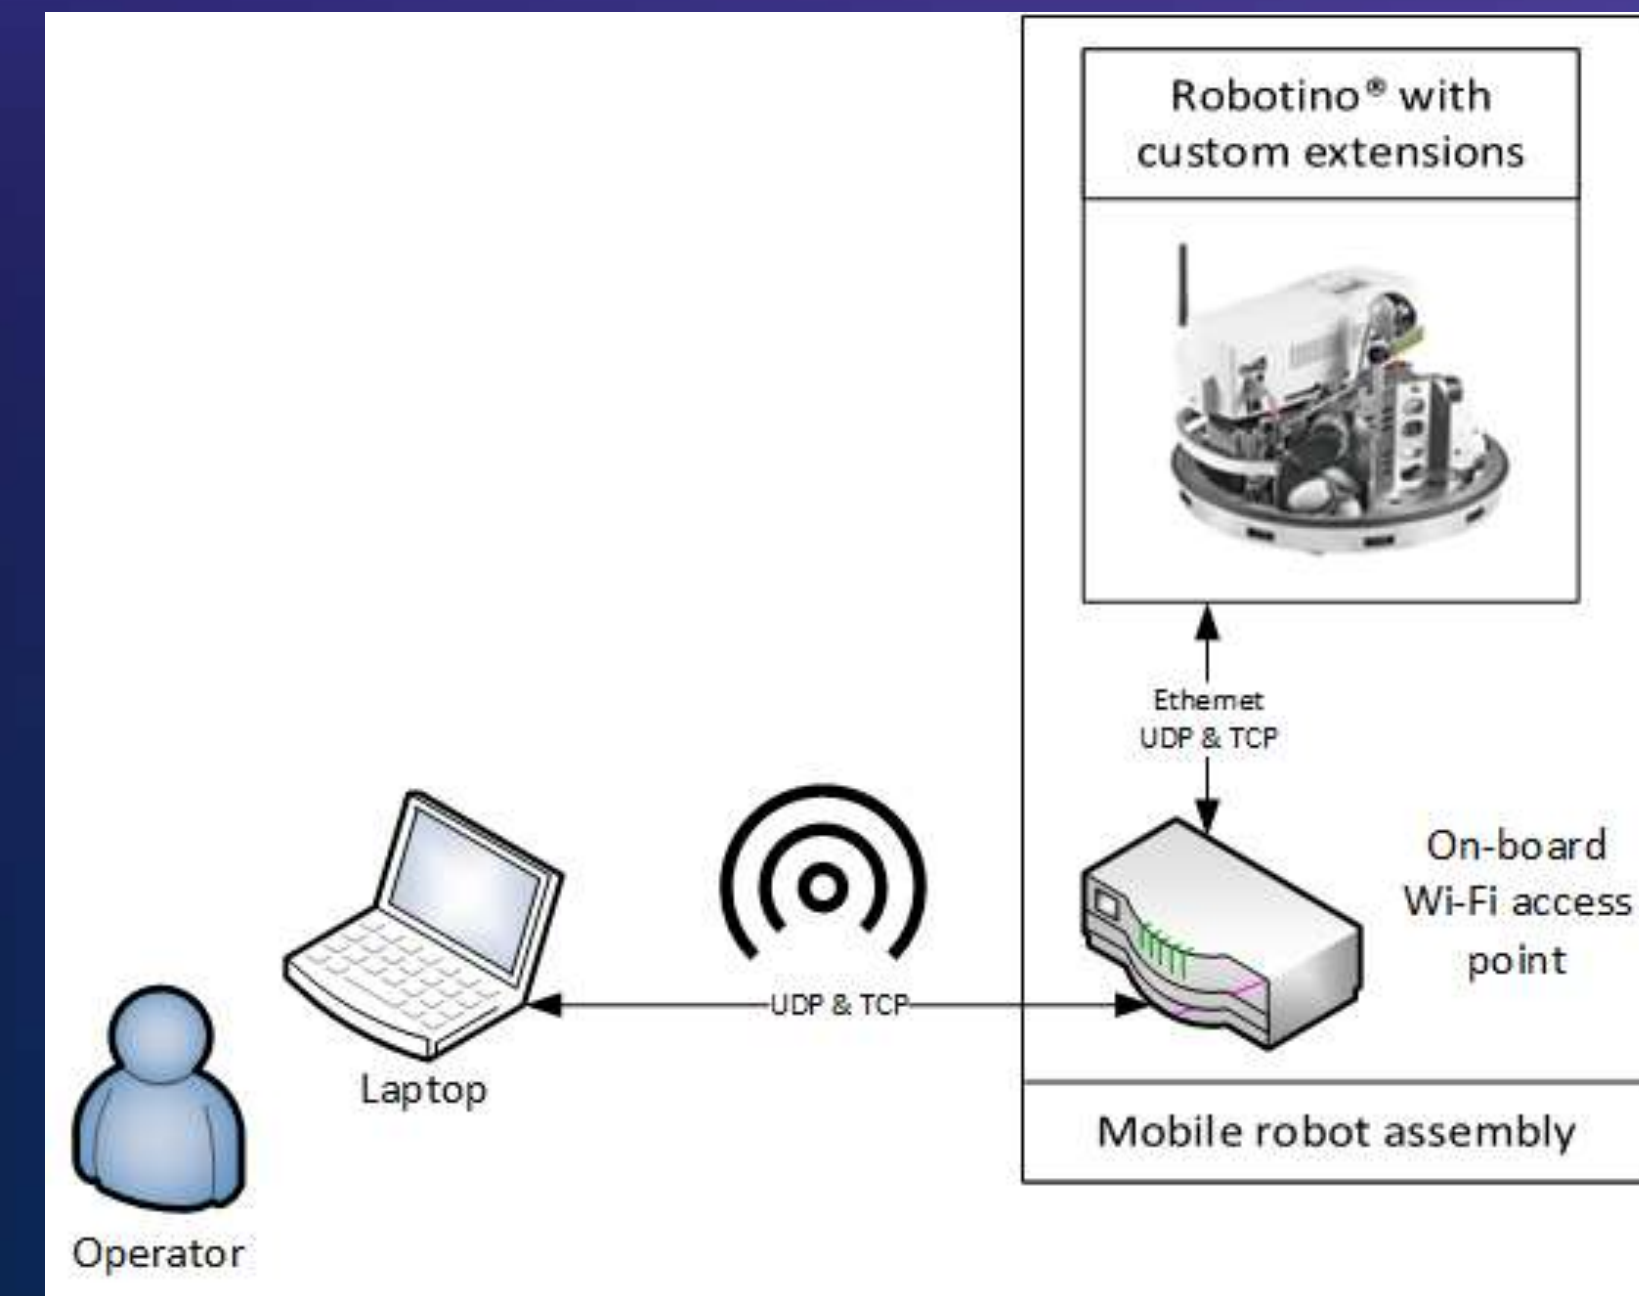 Robotino® with
custom extensions
Ethernet
UDP & TCP
On-board
Wi-Fi access
point
UDP & TCP
Laptop
Mobile robot assembly
Operator